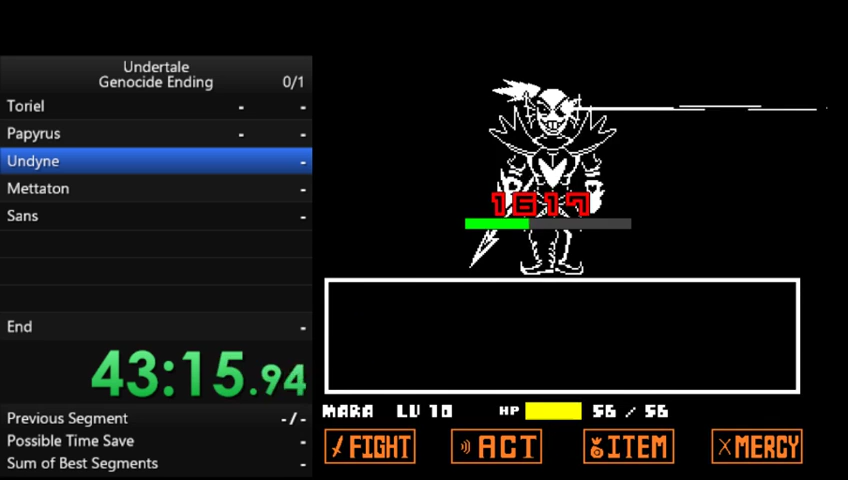 Undertale
Genocide Ending 0/1
Toriel - -
Papyrus - -
Undyne -
Mettaton -
Sans -
End -
43:15.94
Previous Segment -/-
Possible Time Save -
Sum of Best Segments -
1617
MARA LV 10 HP 56 / 56
FIGHT ACT ITEM MERCY